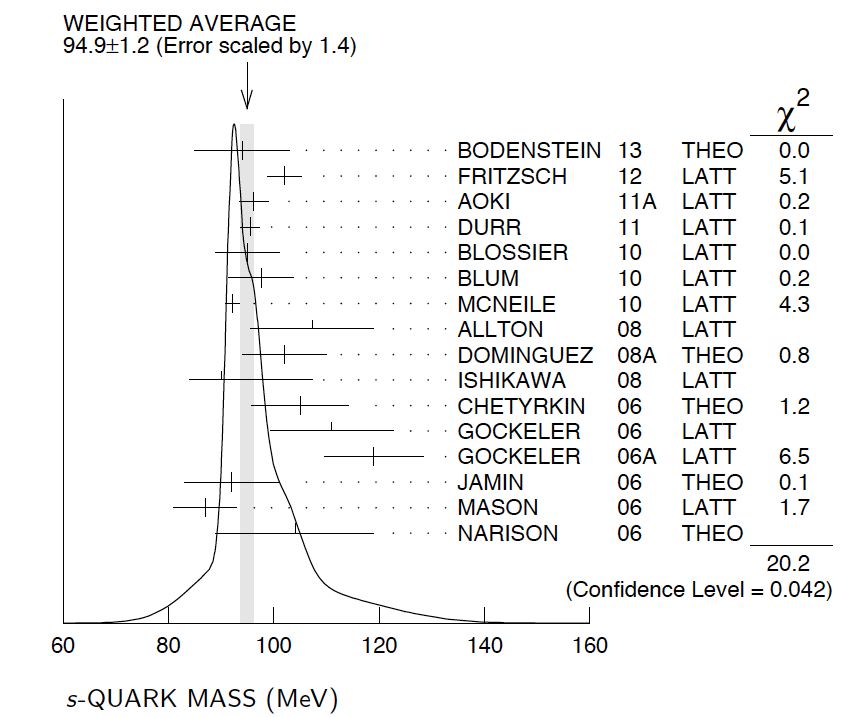 WEIGHTED AVERAGE
94.9±1.2 (Error scaled by 1.4)
χ²
BODENSTEIN 13 THEO 0.0
FRITZSCH 12 LATT 5.1
AOKI 11A LATT 0.2
DURR 11 LATT 0.1
BLOSSIER 10 LATT 0.0
BLUM 10 LATT 0.2
MCNEILE 10 LATT 4.3
ALLTON 08 LATT
DOMINGUEZ 08A THEO 0.8
ISHIKAWA 08 LATT
CHETYRKIN 06 THEO 1.2
GOCKELER 06 LATT
GOCKELER 06A LATT 6.5
JAMIN 06 THEO 0.1
MASON 06 LATT 1.7
NARISON 06 THEO
20.2
(Confidence Level = 0.042)
60 80 100 120 140 160
s-QUARK MASS (MeV)